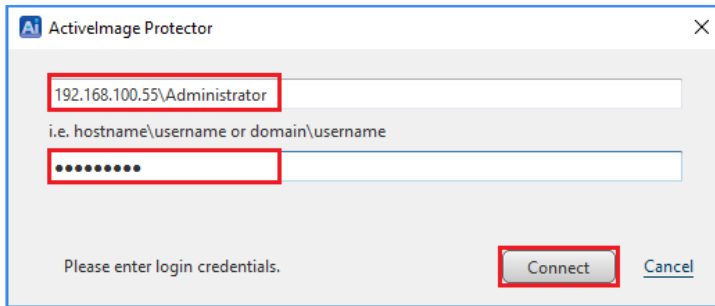 Ai ActiveImage Protector
192.168.100.55\Administrator
i.e. hostname\username or domain\username
●●●●●●●●●
Please enter login credentials.
Connect
Cancel